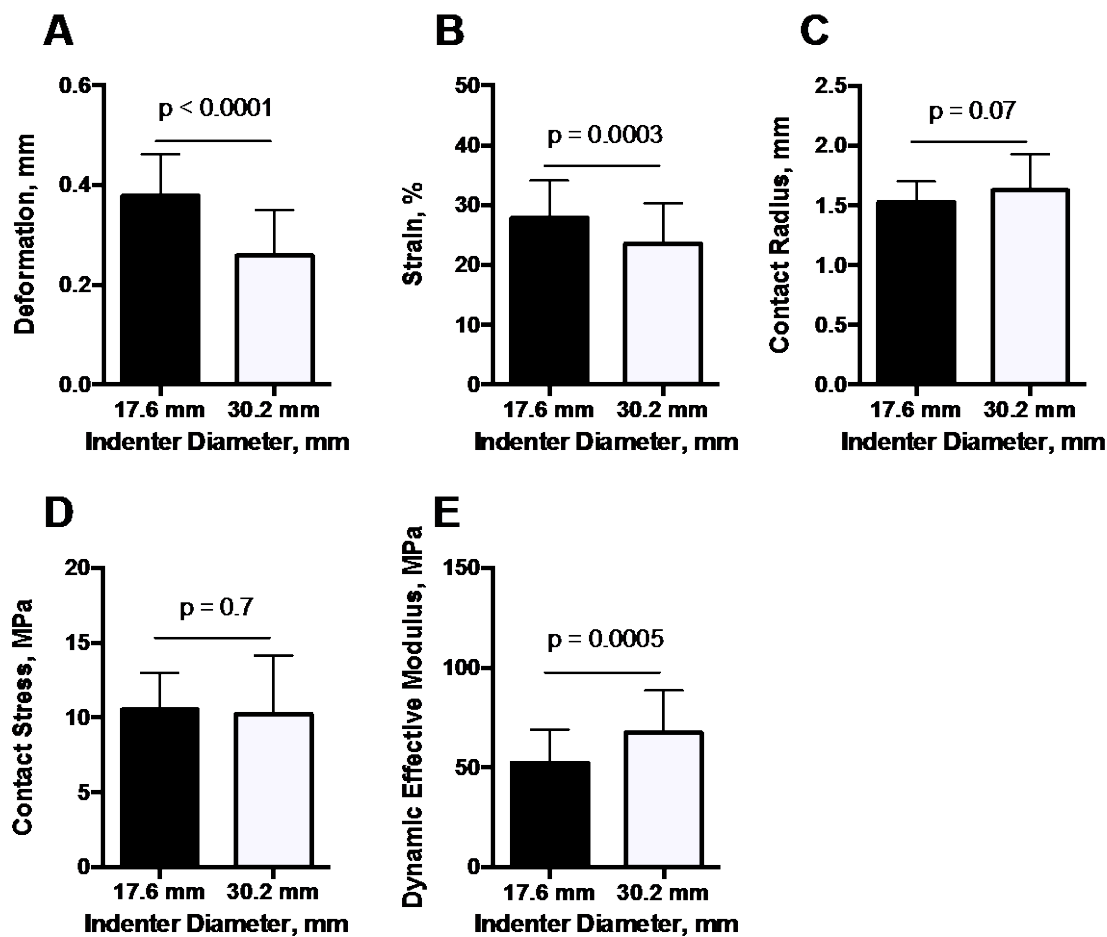 A
Deformation, mm
0.6
0.4
0.2
0.0
p < 0.0001
17.6 mm 30.2 mm
Indenter Diameter, mm
B
Strain, %
50
40
30
20
10
0
p = 0.0003
17.6 mm 30.2 mm
Indenter Diameter, mm
C
Contact Radius, mm
2.5
2.0
1.5
1.0
0.5
0.0
p = 0.07
17.6 mm 30.2 mm
Indenter Diameter, mm
D
Contact Stress, MPa
20
15
10
5
0
p = 0.7
17.6 mm 30.2 mm
Indenter Diameter, mm
E
Dynamic Effective Modulus, MPa
150
100
50
0
p = 0.0005
17.6 mm 30.2 mm
Indenter Diameter, mm